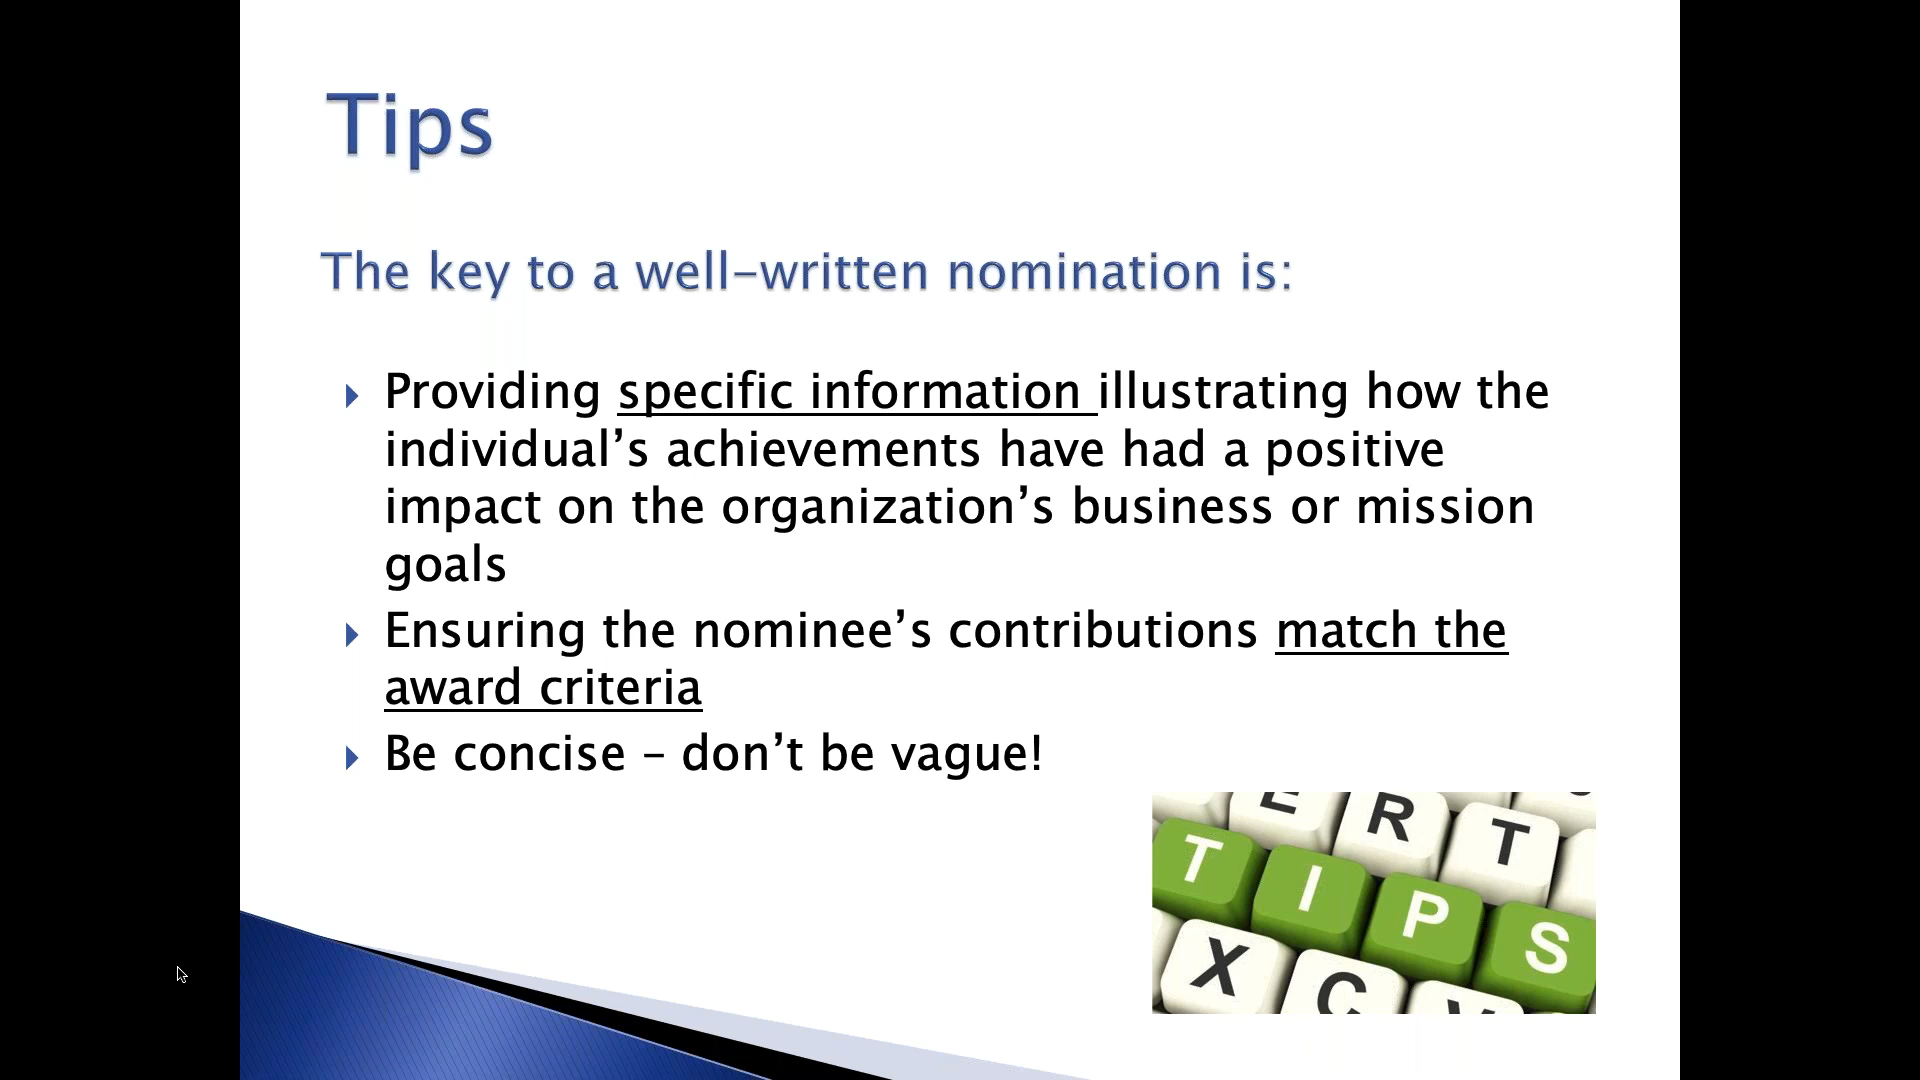 Tips
The key to a well-written nomination is:
Providing specific information illustrating how the
individual’s achievements have had a positive
impact on the organization’s business or mission
goals
Ensuring the nominee’s contributions match the
award criteria
Be concise – don’t be vague!
E R T
T I P S
X C